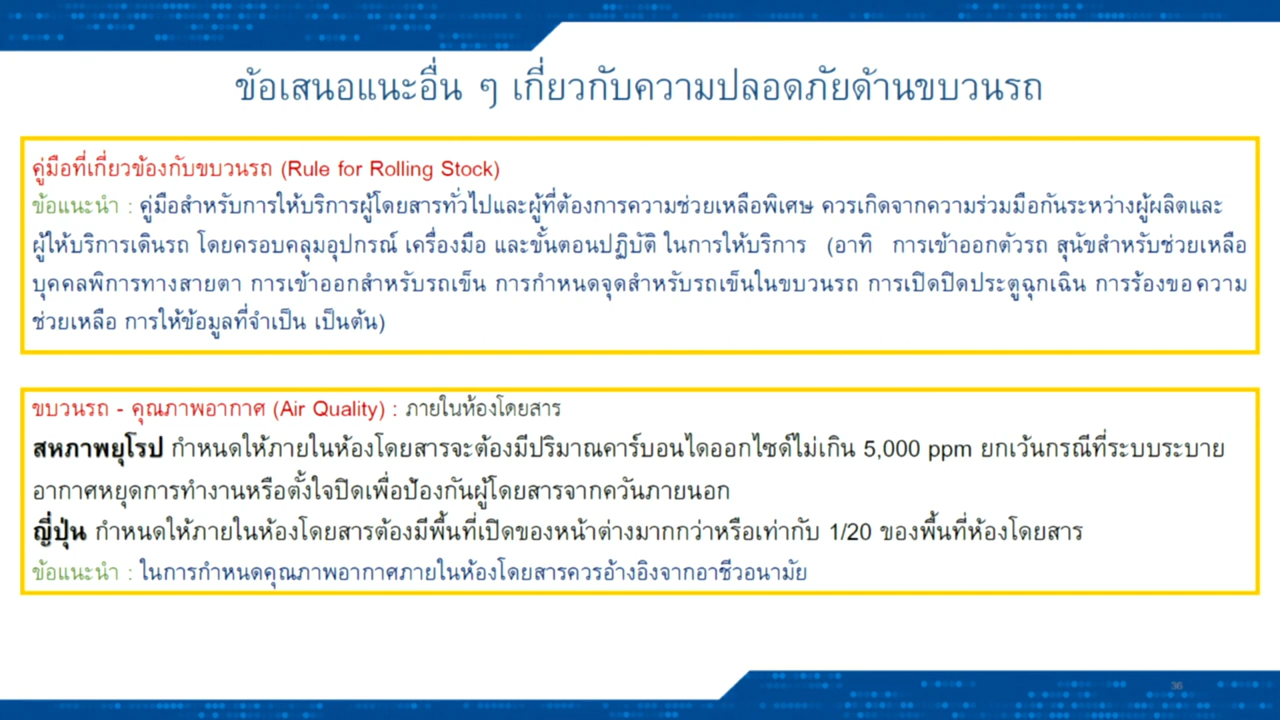 ข้อเสนอแนะอื่น ๆ เกี่ยวกับความปลอดภัยด้านขบวนรถ
คู่มือที่เกี่ยวข้องกับขบวนรถ (Rule for Rolling Stock)
ข้อแนะนำ : คู่มือสำหรับการให้บริการผู้โดยสารทั่วไปและผู้ที่ต้องการความช่วยเหลือพิเศษ ควรเกิดจากความร่วมมือกันระหว่างผู้ผลิตและ
ผู้ให้บริการเดินรถ โดยครอบคลุมอุปกรณ์ เครื่องมือ และขั้นตอนปฏิบัติ ในการให้บริการ (อาทิ การเข้าออกตัวรถ สุนัขสำหรับช่วยเหลือ
บุคคลพิการทางสายตา การเข้าออกสำหรับรถเข็น การกำหนดจุดสำหรับรถเข็นในขบวนรถ การเปิดปิดประตูฉุกเฉิน การร้องขอความ
ช่วยเหลือ การให้ข้อมูลที่จำเป็น เป็นต้น)
ขบวนรถ - คุณภาพอากาศ (Air Quality) : ภายในห้องโดยสาร
สหภาพยุโรป กำหนดให้ภายในห้องโดยสารจะต้องมีปริมาณคาร์บอนไดออกไซด์ไม่เกิน 5,000 ppm ยกเว้นกรณีที่ระบบระบาย
อากาศหยุดการทำงานหรือตั้งใจปิดเพื่อป้องกันผู้โดยสารจากควันภายนอก
ญี่ปุ่น กำหนดให้ภายในห้องโดยสารต้องมีพื้นที่เปิดของหน้าต่างมากกว่าหรือเท่ากับ 1/20 ของพื้นที่ห้องโดยสาร
ข้อแนะนำ : ในการกำหนดคุณภาพอากาศภายในห้องโดยสารควรอ้างอิงจากอาชีวอนามัย
36